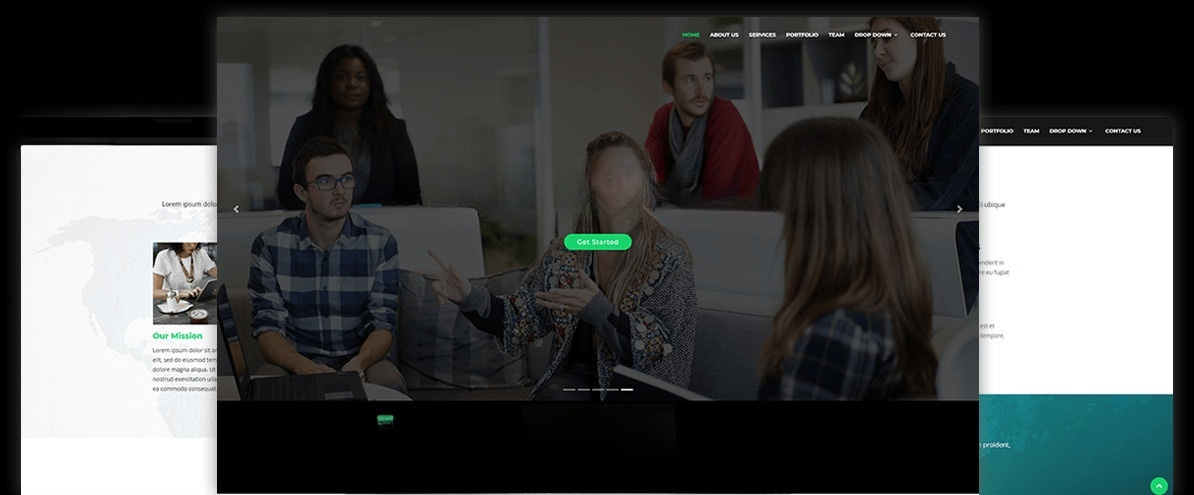 HOME ABOUT US SERVICES PORTFOLIO TEAM DROP DOWN CONTACT US
PORTFOLIO TEAM DROP DOWN CONTACT US
Lorem ipsum dolo
i ubique
Get Started
enderit in
re eu fugiat
Our Mission
Lorem ipsum dolor sit an
elit, sed do eiusmod tem
dolore magna aliqua. Ut
nostrud exercitation ulla
ea commodo consequat.
est et
tempore,
proident,